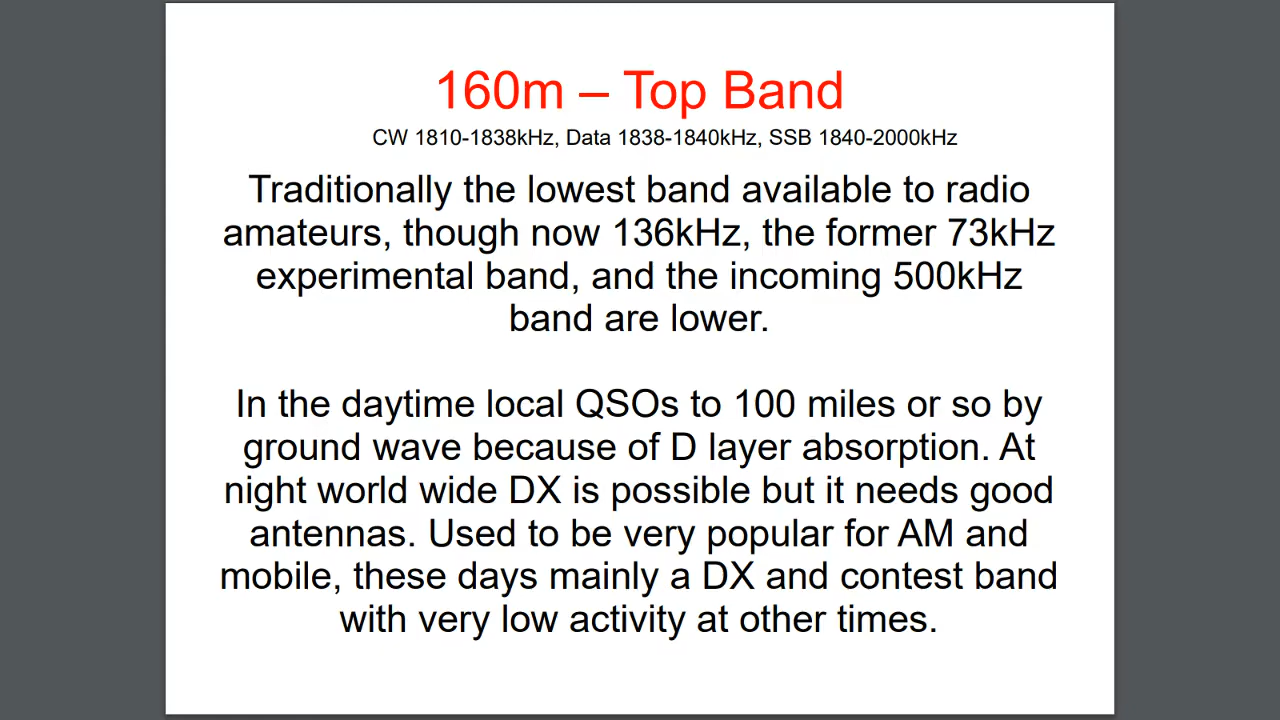 160m – Top Band
CW 1810-1838kHz, Data 1838-1840kHz, SSB 1840-2000kHz
Traditionally the lowest band available to radio
amateurs, though now 136kHz, the former 73kHz
experimental band, and the incoming 500kHz
band are lower.
In the daytime local QSOs to 100 miles or so by
ground wave because of D layer absorption. At
night world wide DX is possible but it needs good
antennas. Used to be very popular for AM and
mobile, these days mainly a DX and contest band
with very low activity at other times.